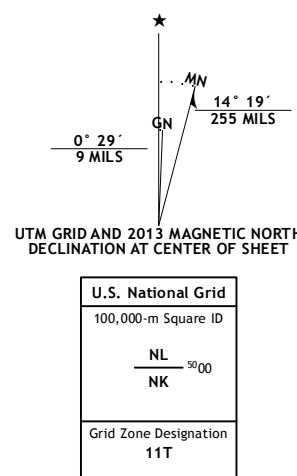 ★
MN
GN
14° 19´
255 MILS
0° 29´
9 MILS
UTM GRID AND 2013 MAGNETIC NORTH
DECLINATION AT CENTER OF SHEET
U.S. National Grid
100,000-m Square ID
NL
5000
NK
Grid Zone Designation
11T